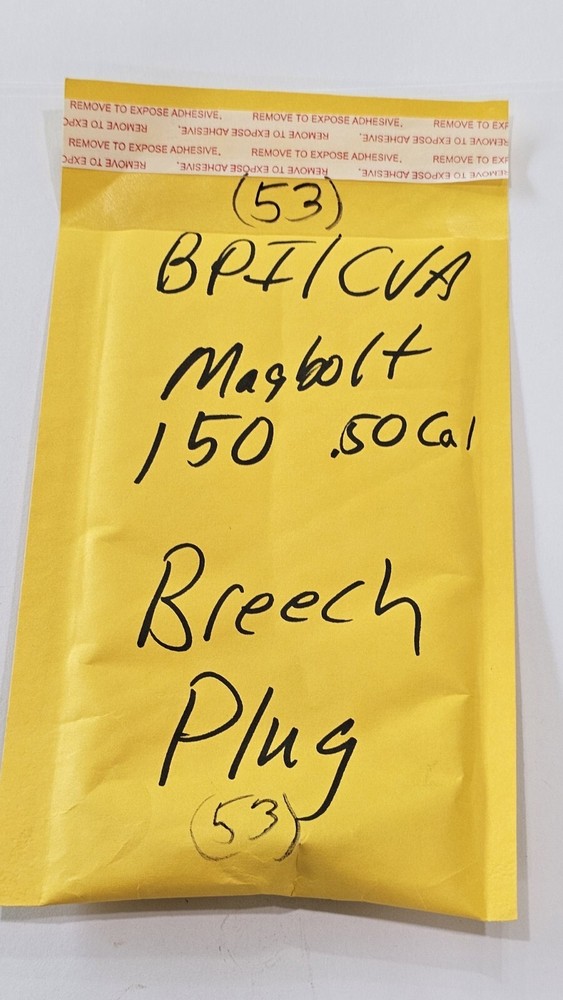 REMOVE TO EXPOSE ADHESIVE. REMOVE TO EXPOSE ADHESIVE. REMOVE TO EXP
REMOVE TO EXPOSE ADHESIVE. REMOVE TO EXPOSE ADHESIVE. REMOVE TO EXPO
REMOVE TO EXPOSE ADHESIVE. REMOVE TO EXPOSE ADHESIVE. REMOVE TO EXP
REMOVE TO EXPOSE ADHESIVE. REMOVE TO EXPOSE ADHESIVE. REMOVE TO EXPO
(53)
BPI/CVA
Magbolt
150 .50 Cal
Breech
Plug
(53)